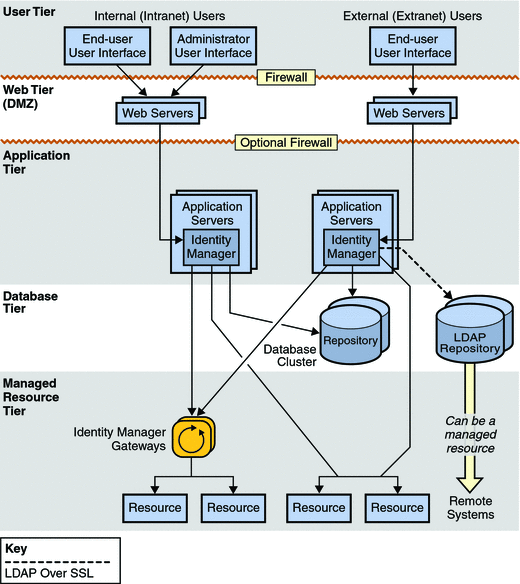 User Tier
Internal (Intranet) Users
External (Extranet) Users
End-user
User Interface
Administrator
User Interface
End-user
User Interface
Firewall
Web Tier
(DMZ)
Web Servers
Web Servers
Optional Firewall
Application
Tier
Application
Servers
Identity
Manager
Application
Servers
Identity
Manager
Database
Tier
Repository
Database
Cluster
LDAP
Repository
Managed
Resource
Tier
Identity Manager
Gateways
Can be a
managed
resource
Resource
Resource
Resource
Resource
Remote
Systems
Key
LDAP Over SSL